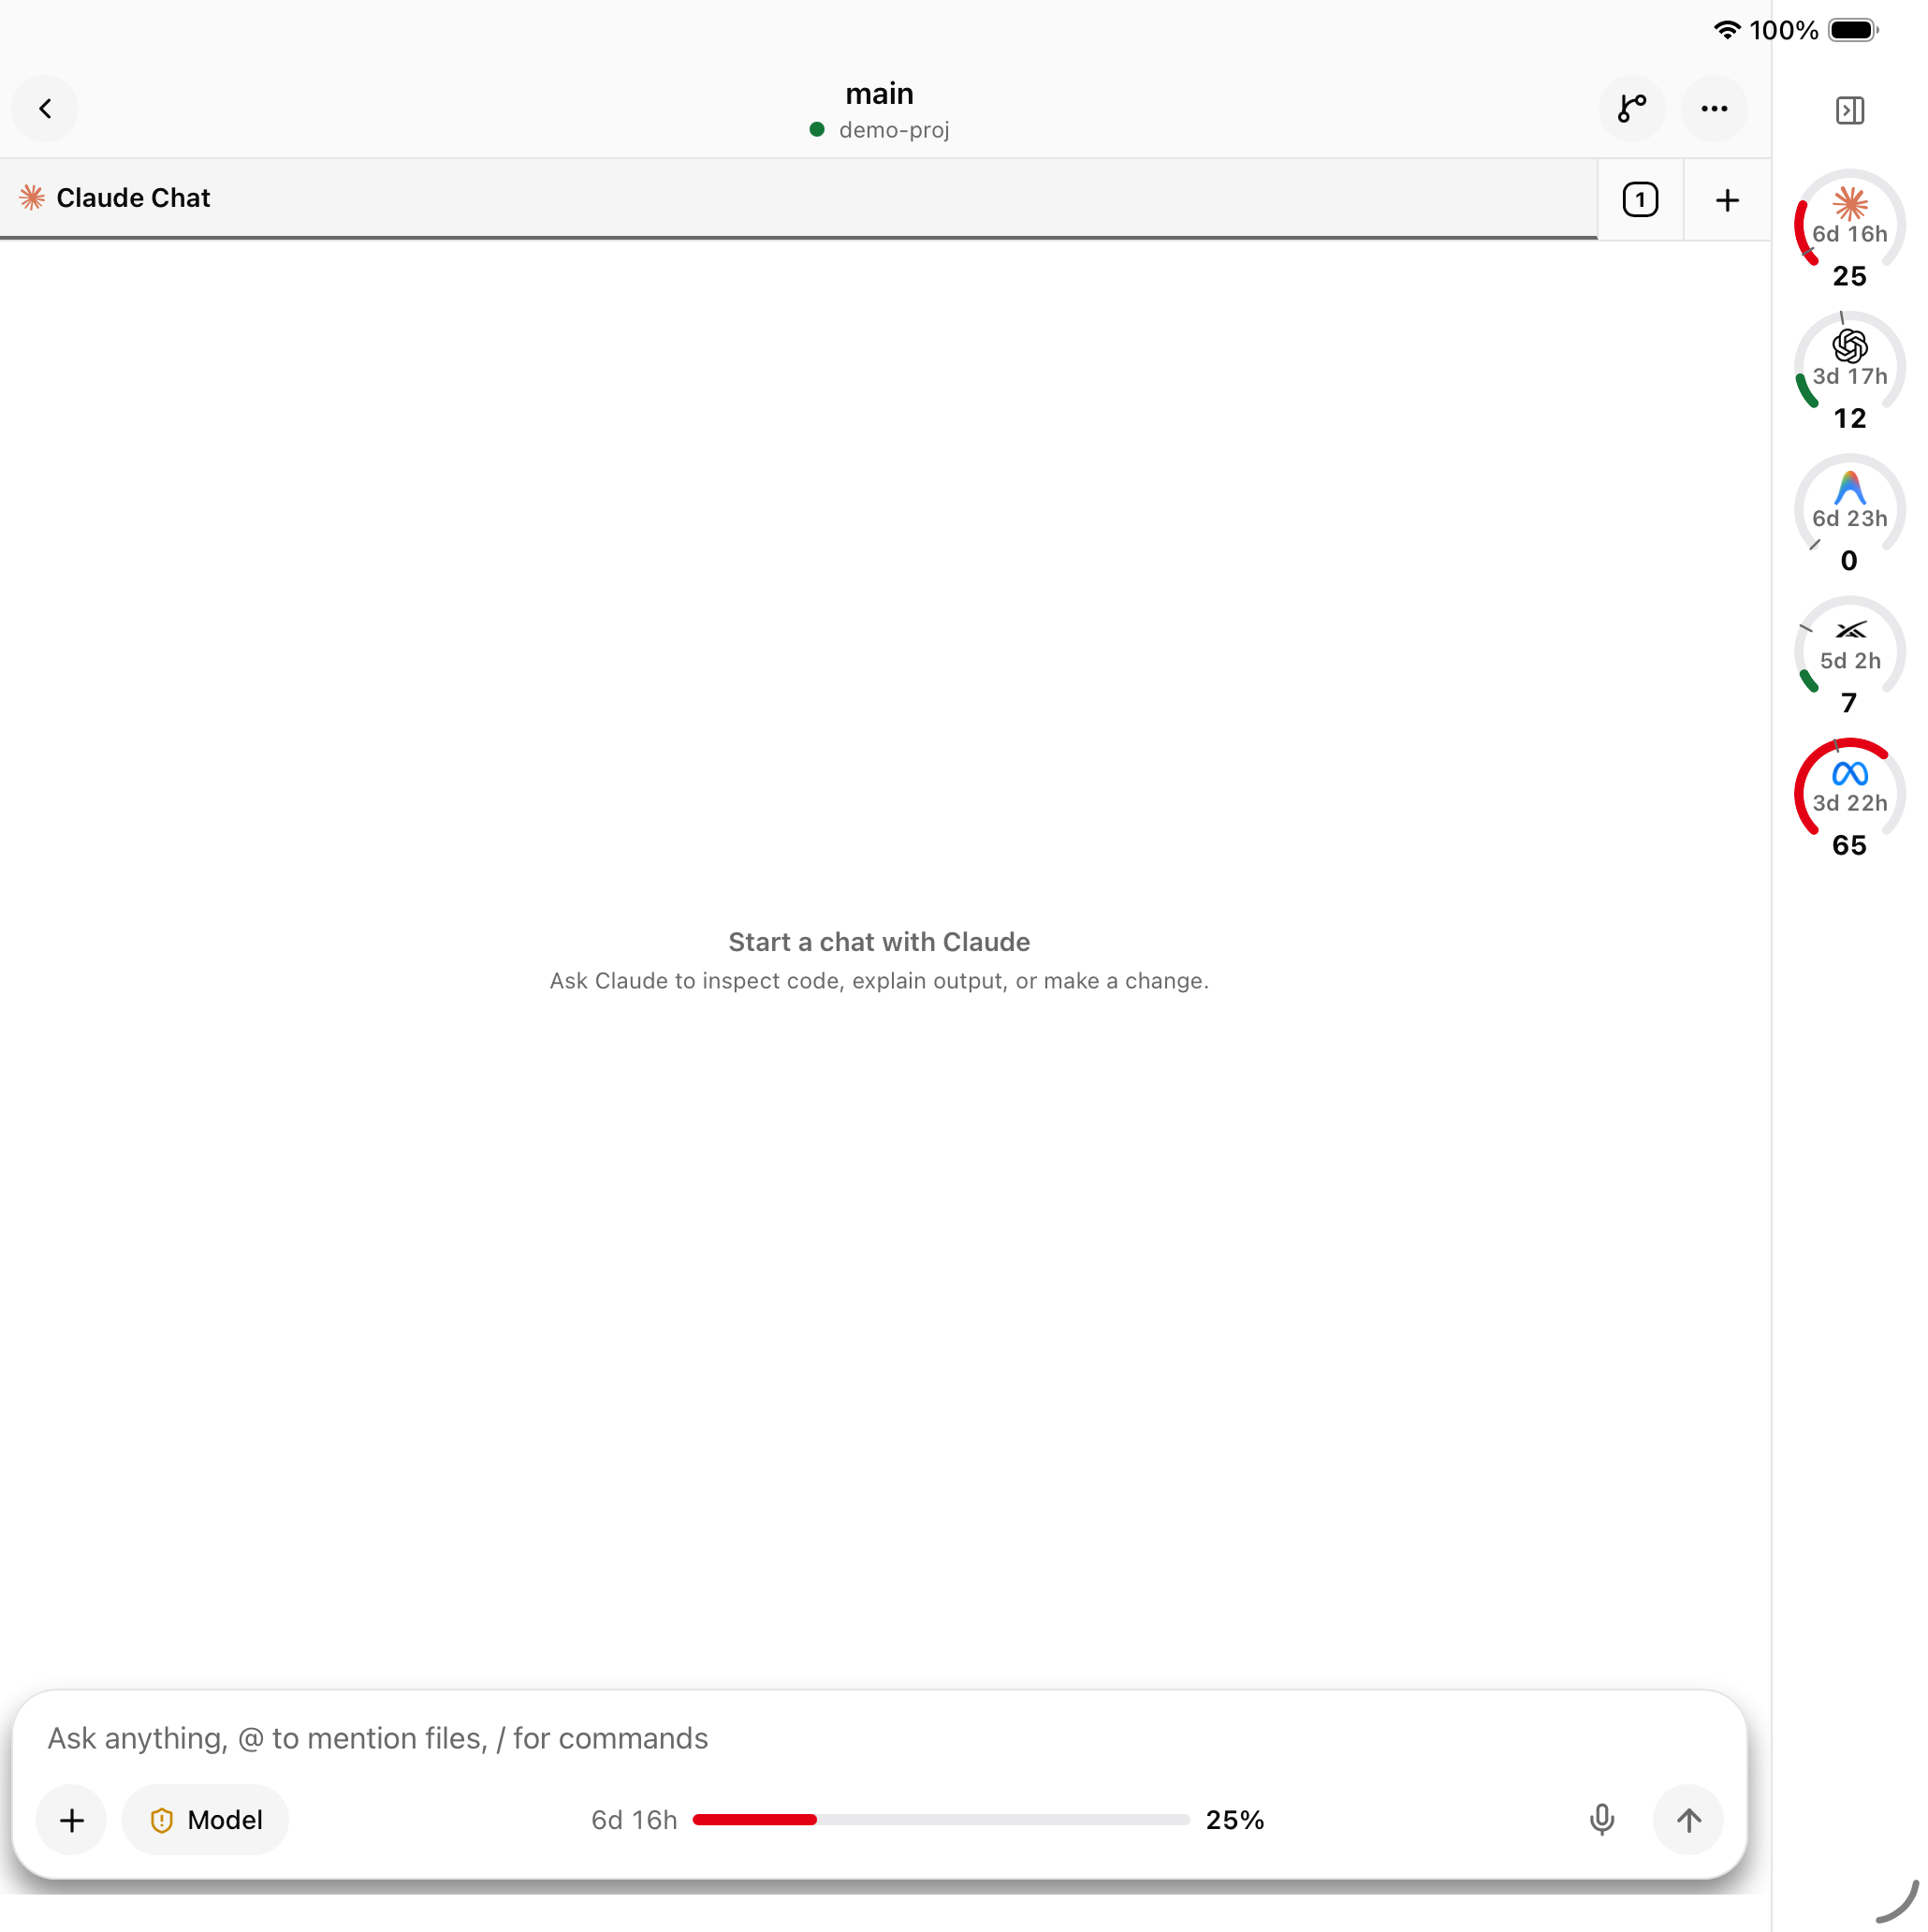 100%
main
demo-proj
Claude Chat
1
6d 16h
25
3d 17h
12
6d 23h
0
5d 2h
7
3d 22h
65
Start a chat with Claude
Ask Claude to inspect code, explain output, or make a change.
Ask anything, @ to mention files, / for commands
Model
6d 16h
25%